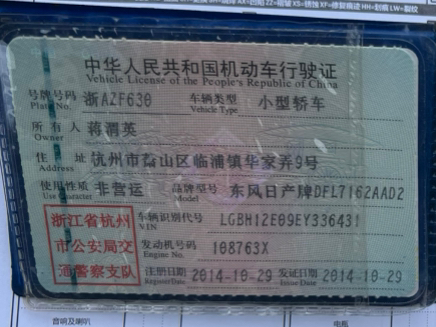 中华人民共和国机动车行驶证
Vehicle License of the People's Republic of China
号牌号码 浙AZF630 车辆类型 小型轿车
Plate No. Vehicle Type
所有人 蒋渭英
Owner
住址 杭州市萧山区临浦镇华家弄9号
Address
使用性质 非营运 品牌型号 东风日产牌DFL7162AAD2
Use Character Model
浙江省杭州
市公安局交
通警察支队
车辆识别代号 LGBH12E09EY336431
VIN
发动机号码 108763X
Engine No.
注册日期 2014-10-29 发证日期 2014-10-29
Register Date Issue Date
音响及喇叭 电瓶